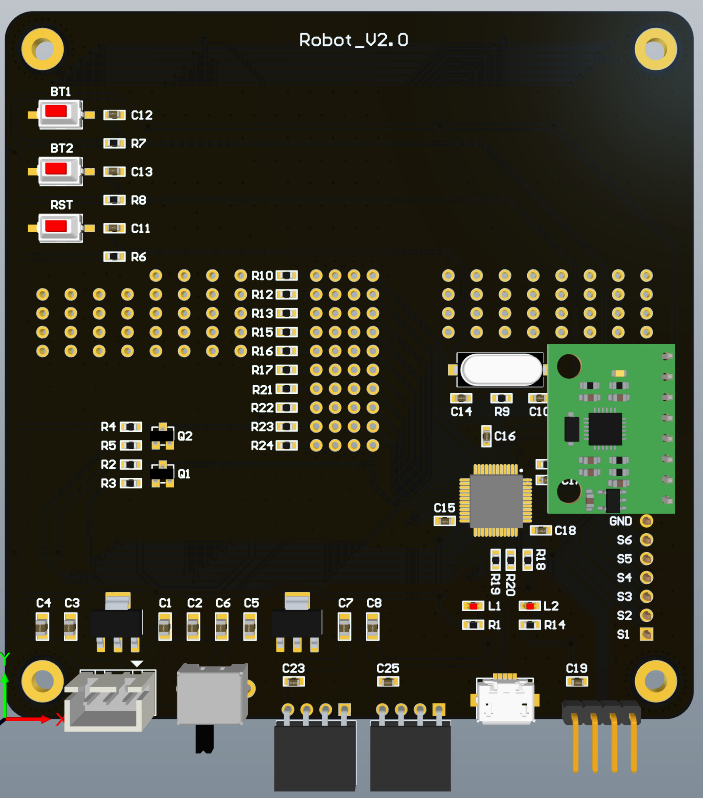 Robot_V2.0
BT1
C12
R7
BT2
C13
R8
RST
C11
R6
R10
R12
R13
R15
R16
R17
R21
R22
R23
R24
C14
R9
C10
R4
R5
Q2
R2
R3
Q1
C16
C15
C18
GND
S6
S5
S4
S3
S2
S1
R19
R20
R18
L1
L2
R1
R14
C4
C3
C1
C2
C6
C5
C7
C8
C23
C25
C19
Y
X